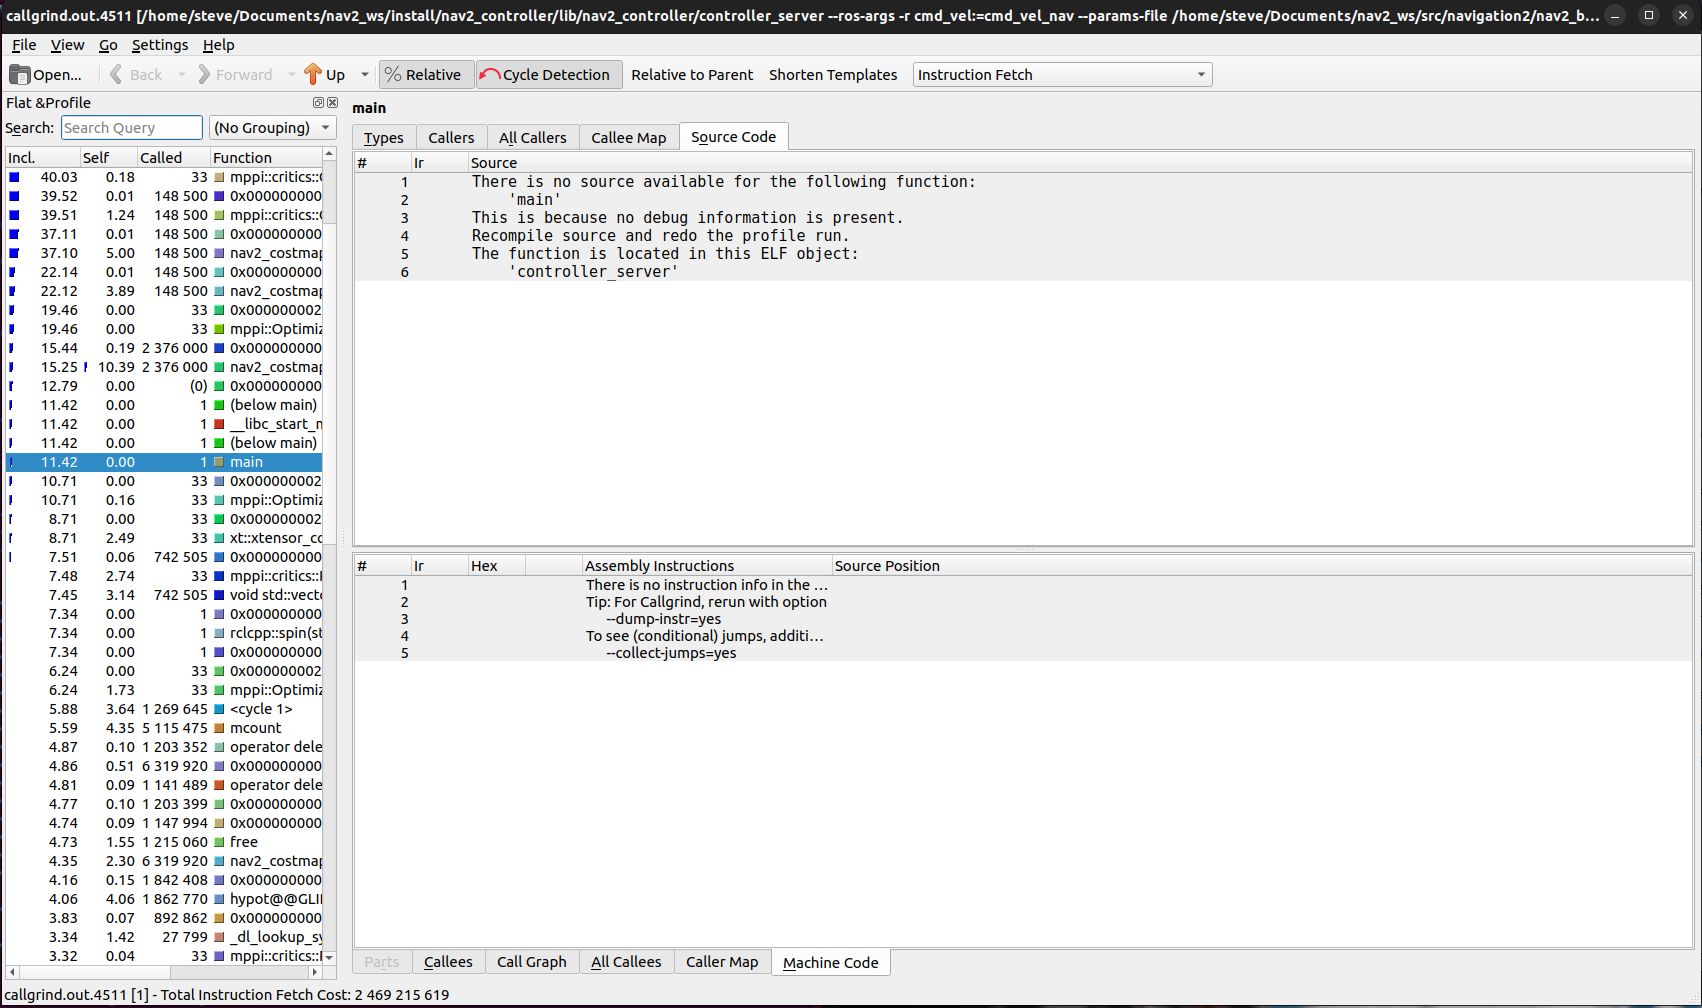 callgrind.out.4511 [/home/steve/Documents/nav2_ws/install/nav2_controller/lib/nav2_controller/controller_server --ros-args -r cmd_vel:=cmd_vel_nav --params-file /home/steve/Documents/nav2_ws/src/navigation2/nav2_b...
File View Go Settings Help
Open... Back Forward Up Relative Cycle Detection Relative to Parent Shorten Templates Instruction Fetch
Flat &Profile
Search: Search Query (No Grouping)
Incl. Self Called Function
40.03 0.18 33 mppi::critics::C
39.52 0.01 148 500 0x000000000
39.51 1.24 148 500 mppi::critics::C
37.11 0.01 148 500 0x000000000
37.10 5.00 148 500 nav2_costmap
22.14 0.01 148 500 0x000000000
22.12 3.89 148 500 nav2_costmap
19.46 0.00 33 0x000000002
19.46 0.00 33 mppi::Optimiz
15.44 0.19 2 376 000 0x000000000
15.25 10.39 2 376 000 nav2_costmap
12.79 0.00 (0) 0x000000000
11.42 0.00 1 (below main)
11.42 0.00 1 __libc_start_m
11.42 0.00 1 (below main)
11.42 0.00 1 main
10.71 0.00 33 0x000000002
10.71 0.16 33 mppi::Optimiz
8.71 0.00 33 0x000000002
8.71 2.49 33 xt::xtensor_co
7.51 0.06 742 505 0x000000000
7.48 2.74 33 mppi::critics::
7.45 3.14 742 505 void std::vecto
7.34 0.00 1 0x000000000
7.34 0.00 1 rclcpp::spin(st
7.34 0.00 1 0x000000000
6.24 0.00 33 0x000000002
6.24 1.73 33 mppi::Optimiz
5.88 3.64 1 269 645 <cycle 1>
5.59 4.35 5 115 475 mcount
4.87 0.10 1 203 352 operator dele
4.86 0.51 6 319 920 0x000000000
4.81 0.09 1 141 489 operator dele
4.77 0.10 1 203 399 0x000000000
4.74 0.09 1 147 994 0x000000000
4.73 1.55 1 215 060 free
4.35 2.30 6 319 920 nav2_costmap
4.16 0.15 1 842 408 0x000000000
4.06 4.06 1 862 770 hypot@@GLI
3.83 0.07 892 862 0x000000000
3.34 1.42 27 799 _dl_lookup_sy
3.32 0.04 33 mppi::critics::
main
Types Callers All Callers Callee Map Source Code
# Ir Source
1 There is no source available for the following function:
2 'main'
3 This is because no debug information is present.
4 Recompile source and redo the profile run.
5 The function is located in this ELF object:
6 'controller_server'
# Ir Hex Assembly Instructions Source Position
1 There is no instruction info in the ...
2 Tip: For Callgrind, rerun with option
3 --dump-instr=yes
4 To see (conditional) jumps, additi...
5 --collect-jumps=yes
Parts Callees Call Graph All Callees Caller Map Machine Code
callgrind.out.4511 [1] - Total Instruction Fetch Cost: 2 469 215 619